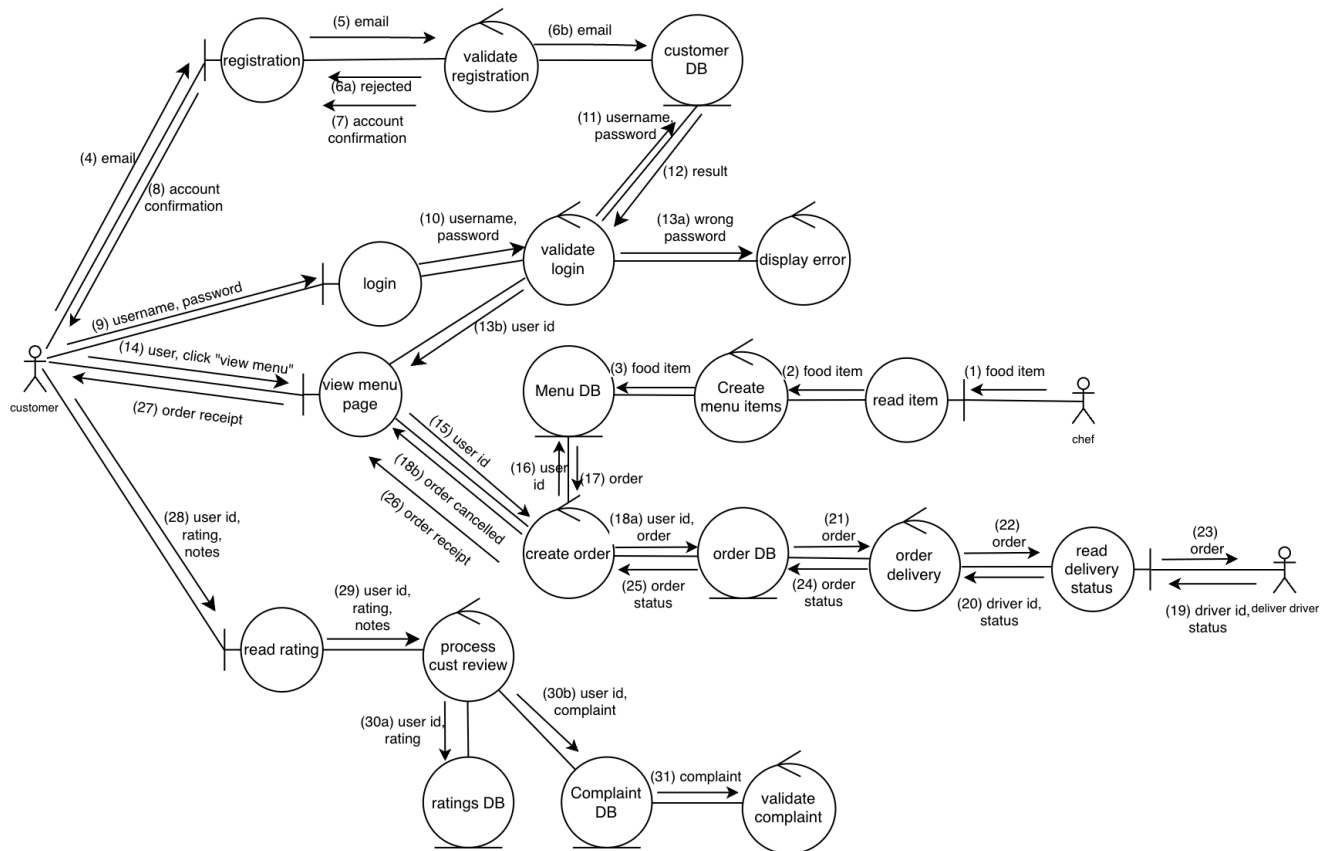 (5) email
(6b) email
registration
validate
registration
customer
DB
(6a) rejected
(7) account
confirmation
(11) username,
password
(4) email
(8) account
confirmation
(12) result
(10) username,
password
(13a) wrong
password
login
validate
login
display error
(9) username, password
(13b) user id
(14) user, click "view menu"
customer
view menu
page
(27) order receipt
Menu DB
(3) food item
Create
menu items
(2) food item
read item
(1) food item
chef
(15) user id
(18b) order cancelled
(26) order receipt
(16) user
id
(17) order
(28) user id,
rating,
notes
create order
(18a) user id,
order
(25) order
status
order DB
(21)
order
(24) order
status
order
delivery
(22)
order
(20) driver id,
status
read
delivery
status
(23)
order
(19) driver id,
status
deliver driver
(29) user id,
rating,
notes
read rating
process
cust review
(30a) user id,
rating
(30b) user id,
complaint
ratings DB
Complaint
DB
(31) complaint
validate
complaint